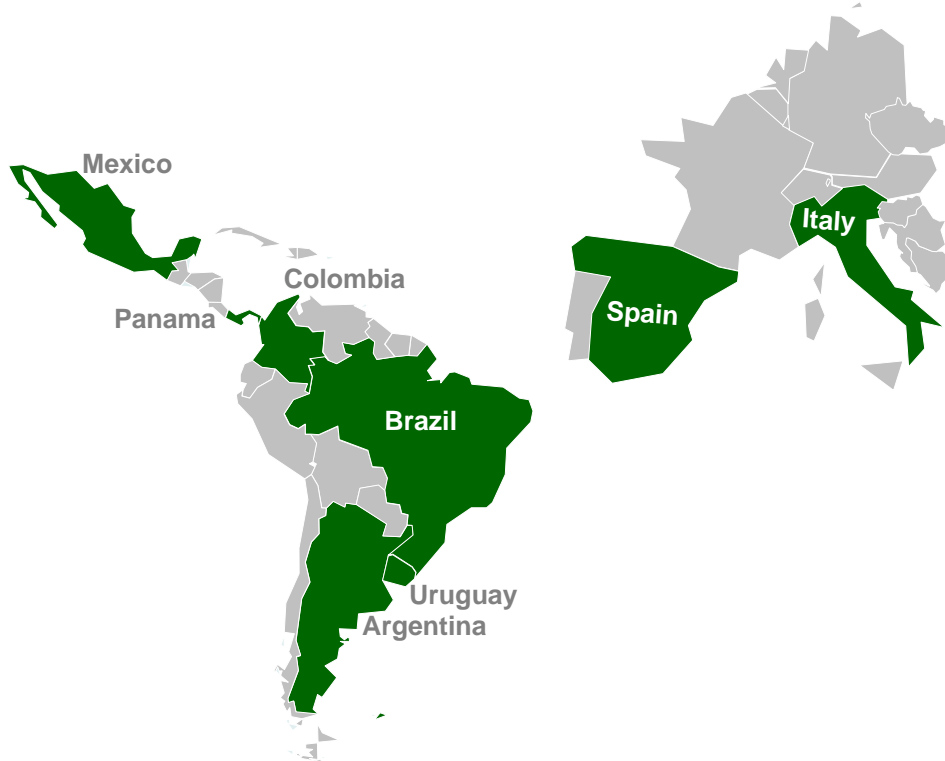 Mexico
Italy
Colombia
Panama
Spain
Brazil
Uruguay
Argentina